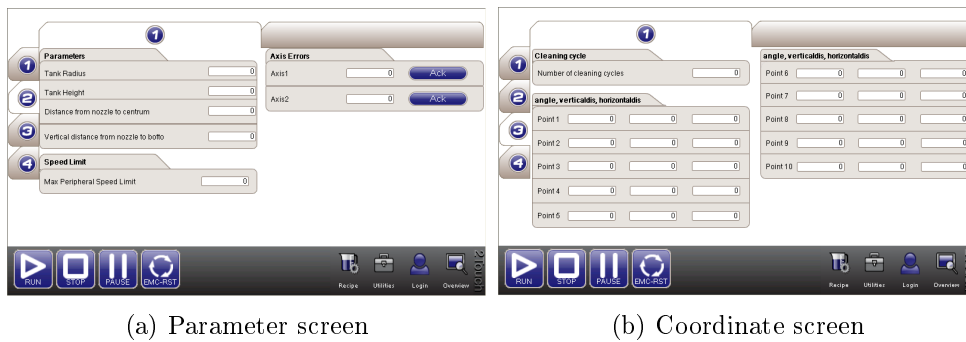 1
Parameters
Tank Radius 0
Tank Height 0
Distance from nozzle to centrum 0
Vertical distance from nozzle to botto 0
Speed Limit
Max Peripheral Speed Limit 0
Axis Errors
Axis1 0 Ack
Axis2 0 Ack
1
2
3
4
RUN STOP PAUSE EMC-RST
Recipe Utilities Login Overview
2 touch
(a) Parameter screen
1
Cleaning cycle
Number of cleaning cycles 0
angle, verticaldis, horizontaldis
Point 1 0 0 0
Point 2 0 0 0
Point 3 0 0 0
Point 4 0 0 0
Point 5 0 0 0
angle, verticaldis, horizontaldis
Point 6 0 0 0
Point 7 0 0 0
Point 8 0 0 0
Point 9 0 0 0
Point 10 0 0 0
1
2
3
4
RUN STOP PAUSE EMC-RST
Recipe Utilities Login Overview
(b) Coordinate screen